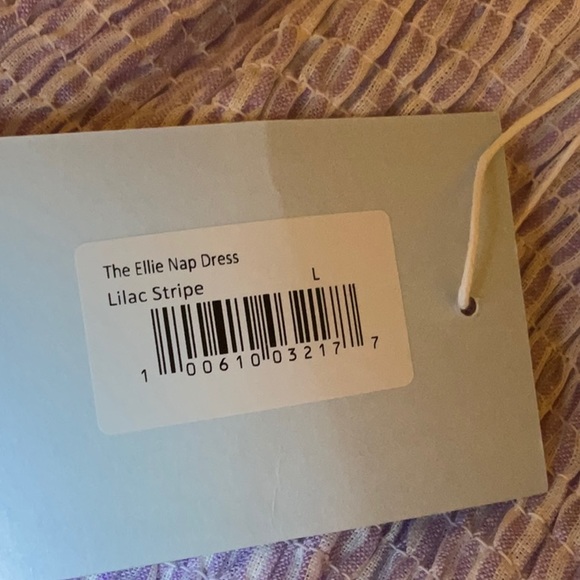 The Ellie Nap Dress
Lilac Stripe
L
1 00610 03217 7